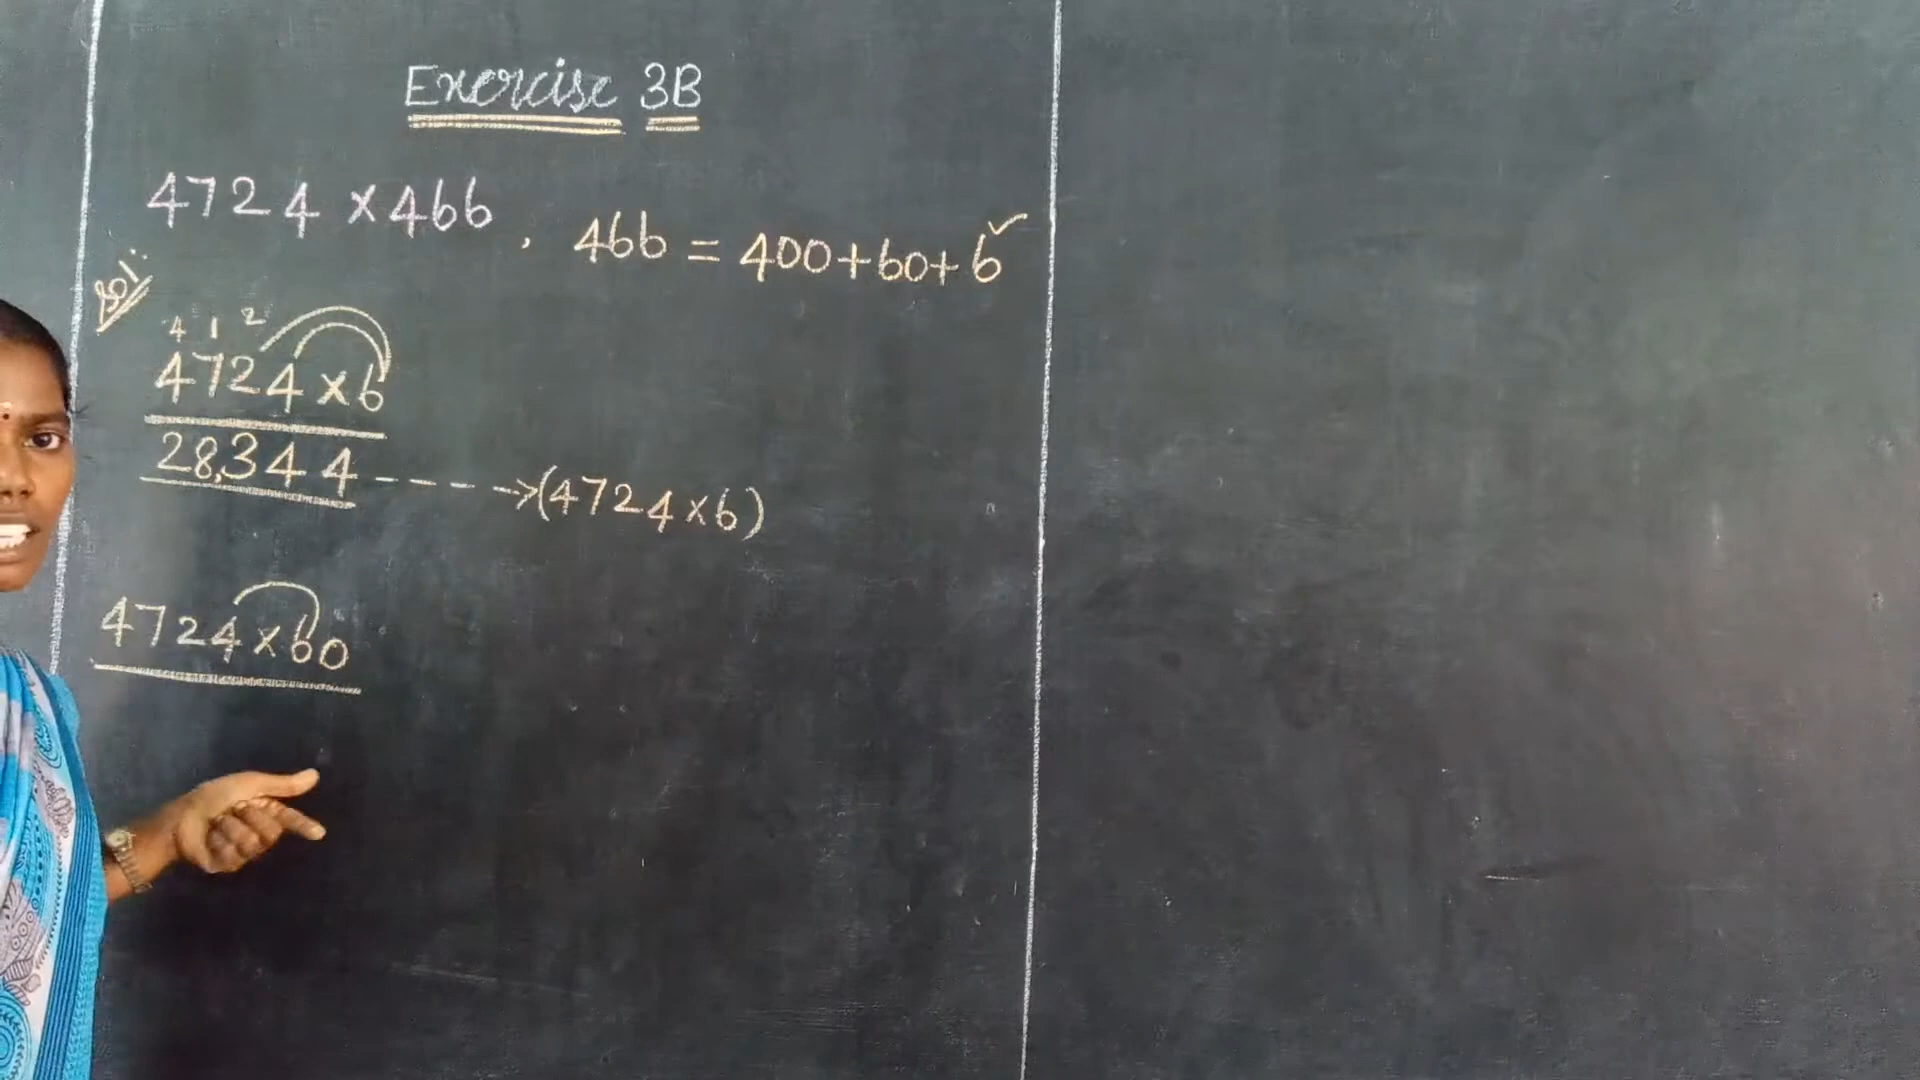 Exercise 3B
4724 × 466, 466 = 400+60+6 ✓
Sol:
4 1 2
4724 × 6
28,344 ----->(4724×6)
4724×60